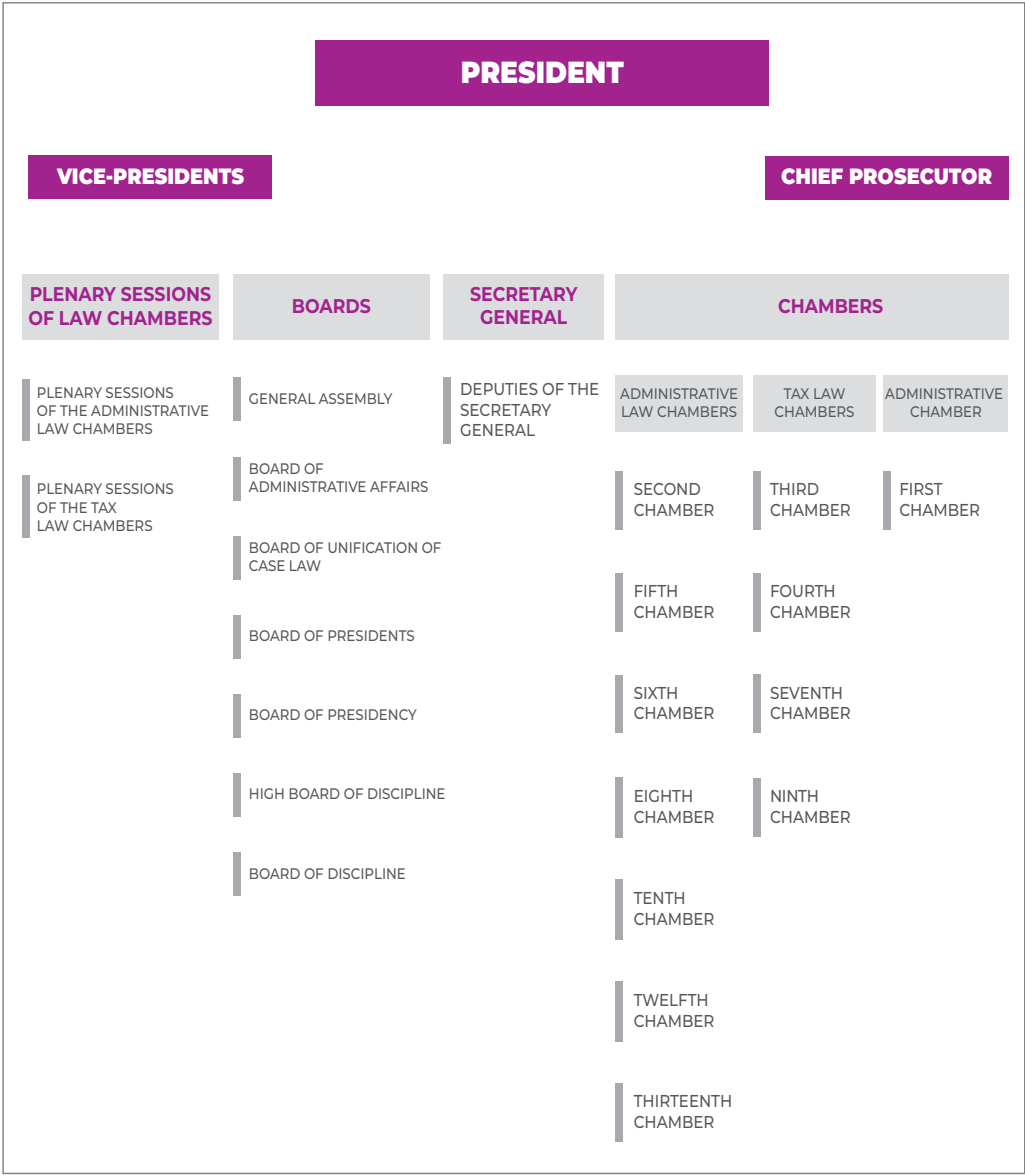 PRESIDENT
VICE-PRESIDENTS
CHIEF PROSECUTOR
PLENARY SESSIONS
OF LAW CHAMBERS
PLENARY SESSIONS
OF THE ADMINISTRATIVE
LAW CHAMBERS
PLENARY SESSIONS
OF THE TAX
LAW CHAMBERS
BOARDS
GENERAL ASSEMBLY
BOARD OF
ADMINISTRATIVE AFFAIRS
BOARD OF UNIFICATION OF
CASE LAW
BOARD OF PRESIDENTS
BOARD OF PRESIDENCY
HIGH BOARD OF DISCIPLINE
BOARD OF DISCIPLINE
SECRETARY
GENERAL
DEPUTIES OF THE
SECRETARY
GENERAL
CHAMBERS
ADMINISTRATIVE
LAW CHAMBERS
SECOND
CHAMBER
FIFTH
CHAMBER
SIXTH
CHAMBER
EIGHTH
CHAMBER
TENTH
CHAMBER
TWELFTH
CHAMBER
THIRTEENTH
CHAMBER
TAX LAW
CHAMBERS
THIRD
CHAMBER
FOURTH
CHAMBER
SEVENTH
CHAMBER
NINTH
CHAMBER
ADMINISTRATIVE
CHAMBER
FIRST
CHAMBER